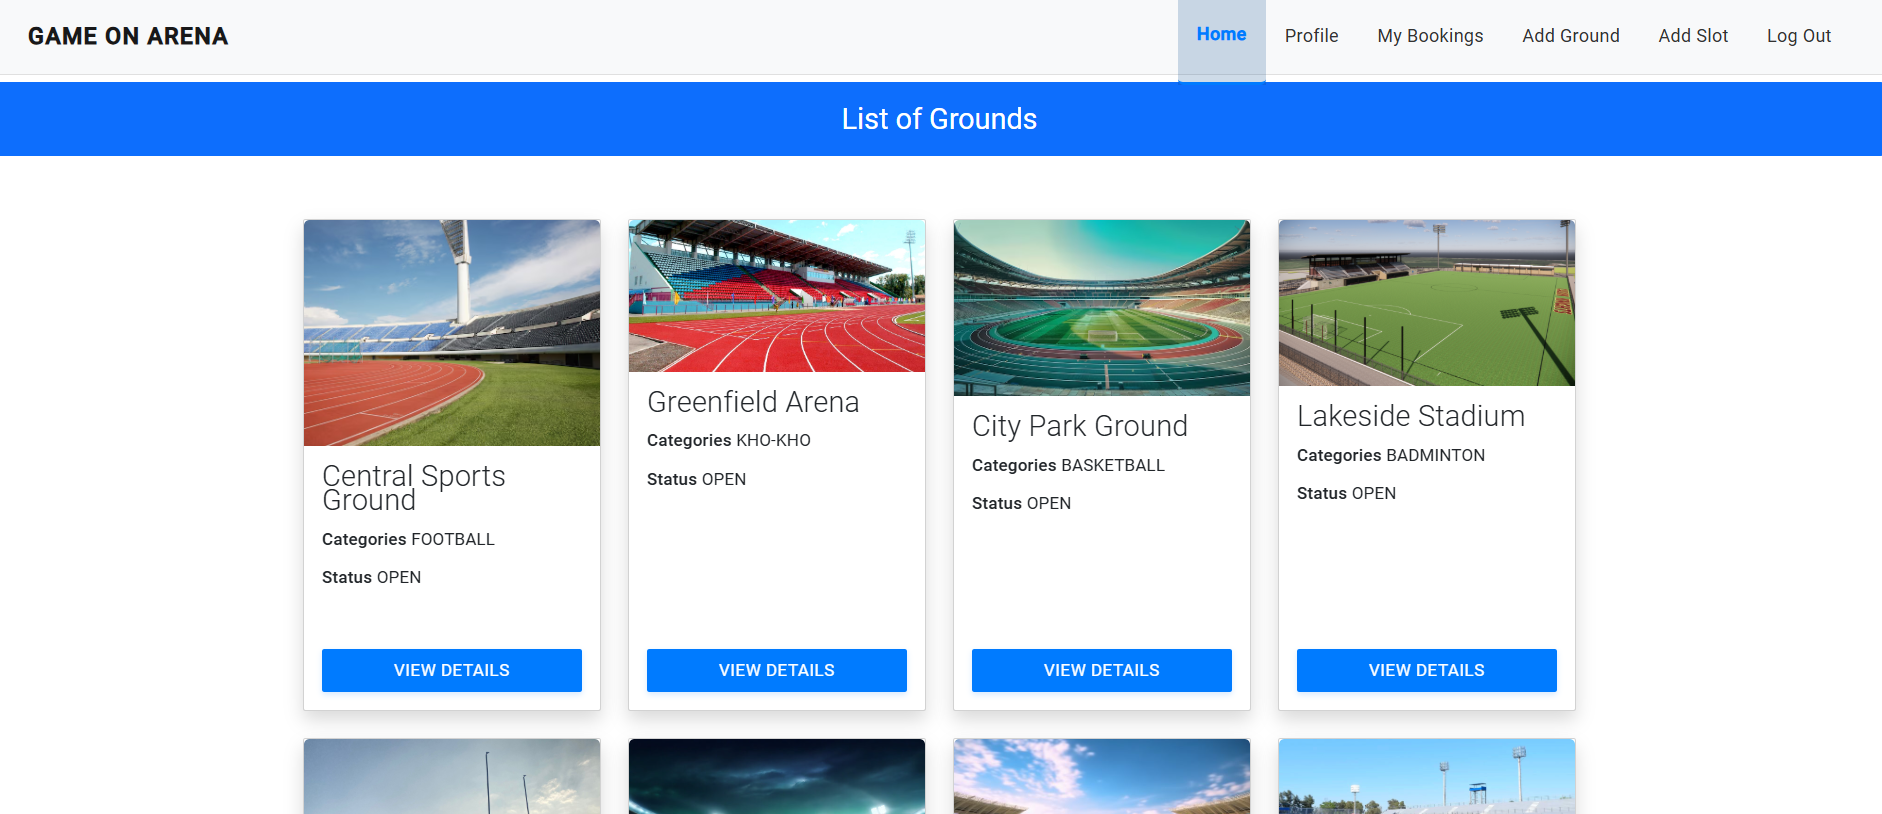 GAME ON ARENA
Home
Profile
My Bookings
Add Ground
Add Slot
Log Out
List of Grounds
Central Sports
Ground
Categories FOOTBALL
Status OPEN
VIEW DETAILS
Greenfield Arena
Categories KHO-KHO
Status OPEN
VIEW DETAILS
City Park Ground
Categories BASKETBALL
Status OPEN
VIEW DETAILS
Lakeside Stadium
Categories BADMINTON
Status OPEN
VIEW DETAILS